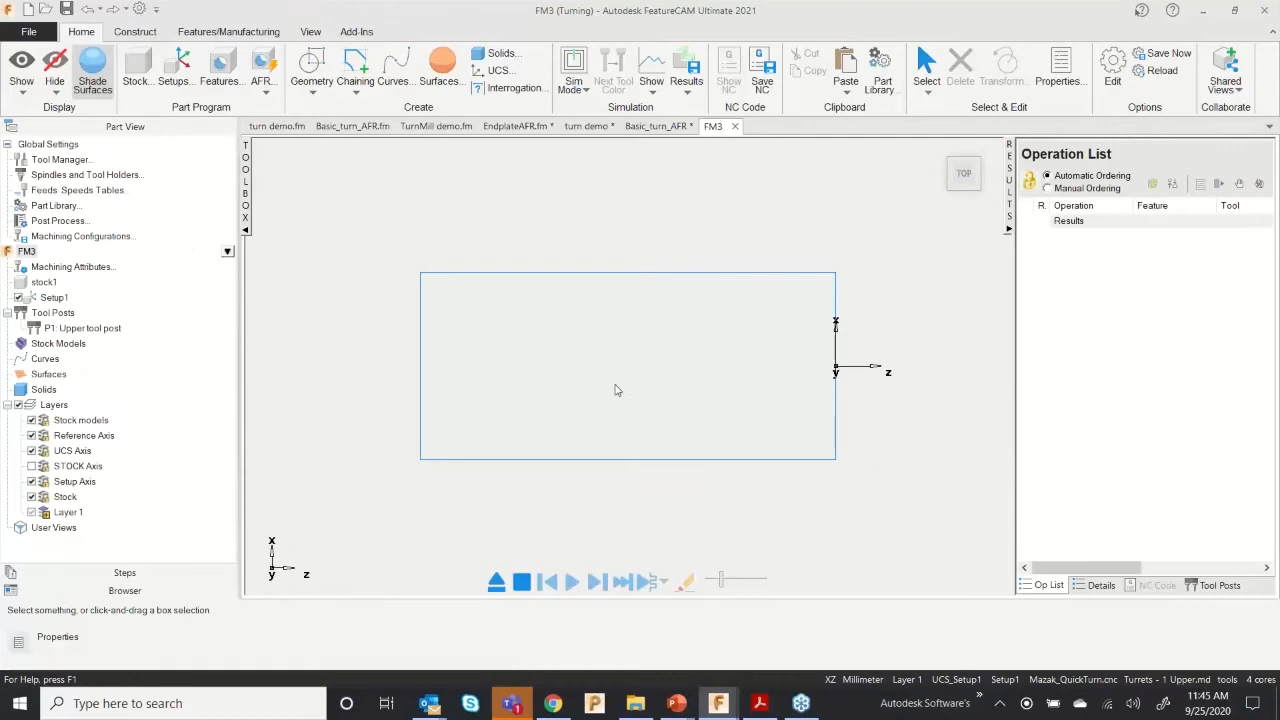 FM3 (Turning) - Autodesk FeatureCAM Ultimate 2021
File Home Construct Features/Manufacturing View Add-Ins
Show Hide Shade Surfaces Stock... Setups... Features... AFR... Geometry Chaining Curves... Surfaces... Solids... UCS... Interrogation... Sim Mode Next Tool Color Show Results Show NC Save NC Cut Copy Paste Part Library... Select Delete Transform... Properties... Edit Save Now Reload Shared Views
Display Part Program Create Simulation NC Code Clipboard Select & Edit Options Collaborate
Part View
turn demo.fm Basic_turn_AFR.fm TurnMill demo.fm EndplateAFR.fm * turn demo * Basic_turn_AFR * FM3
Global Settings
Tool Manager...
Spindles and Tool Holders...
Feeds Speeds Tables...
Part Library...
Post Process...
Machining Configurations...
FM3
Machining Attributes...
stock1
Setup1
Tool Posts
P1: Upper tool post
Stock Models
Curves
Surfaces
Solids
Layers
Stock models
Reference Axis
UCS Axis
STOCK Axis
Setup Axis
Stock
Layer 1
User Views
Steps
Browser
TOOLBOX
TOP
x
y
z
x
y
z
RESULTS
Operation List
Automatic Ordering
Manual Ordering
R. Operation Feature Tool
Results
Op List Details NC Code Tool Posts
Select something, or click-and-drag a box selection
Properties
For Help, press F1
XZ Millimeter Layer 1 UCS_Setup1 Setup1 Mazak_QuickTurn.cnc Turrets - 1 Upper.md tools 4 cores
Type here to search
Autodesk Software's
11:45 AM
9/25/2020